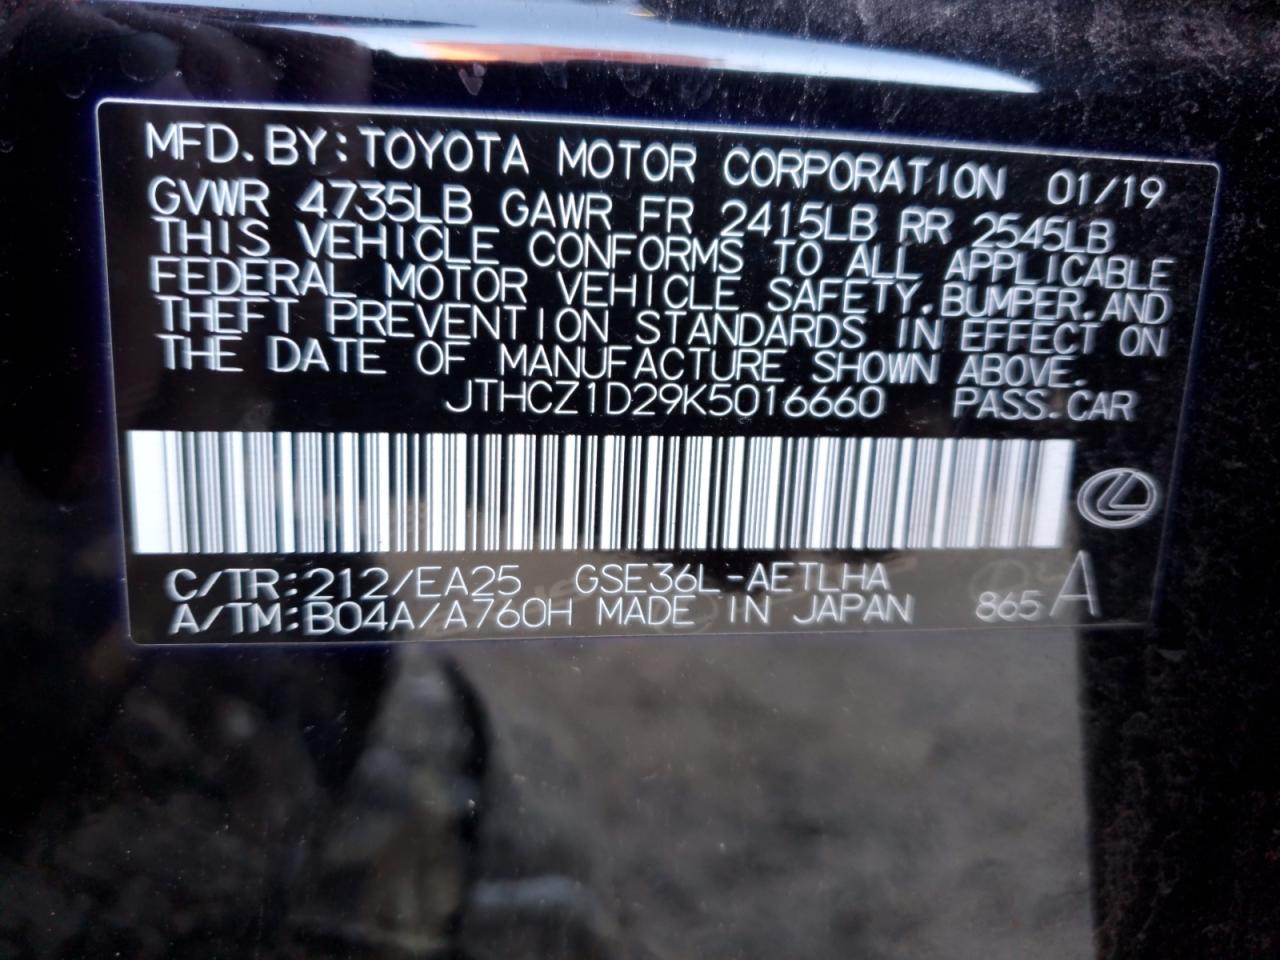 MFD.BY:TOYOTA MOTOR CORPORATION 01/19
GVWR 4735LB GAWR FR 2415LB RR 2545LB
THIS VEHICLE CONFORMS TO ALL APPLICABLE
FEDERAL MOTOR VEHICLE SAFETY.BUMPER.AND
THEFT PREVENTION STANDARDS IN EFFECT ON
THE DATE OF MANUFACTURE SHOWN ABOVE.
JTHCZ1D29K5016660 PASS.CAR
C/TR:212/EA25 GSE36L-AETLHA
A/TM:B04A/A760H MADE IN JAPAN 865 A